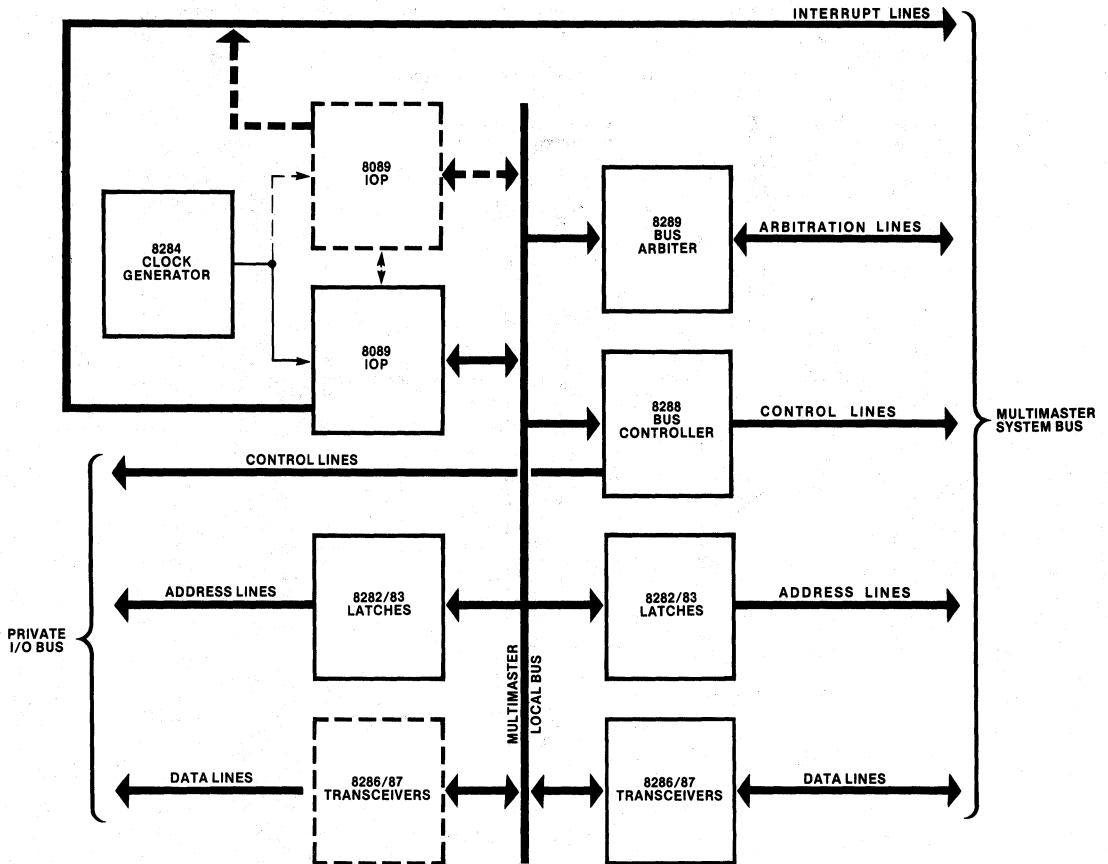 INTERRUPT LINES
8089
IOP
8284
CLOCK
GENERATOR
8289
BUS
ARBITER
ARBITRATION LINES
8089
IOP
8288
BUS
CONTROLLER
CONTROL LINES
MULTIMASTER
SYSTEM BUS
CONTROL LINES
ADDRESS LINES
8282/83
LATCHES
8282/83
LATCHES
ADDRESS LINES
PRIVATE
I/O BUS
MULTIMASTER
LOCAL BUS
DATA LINES
8286/87
TRANSCEIVERS
8286/87
TRANSCEIVERS
DATA LINES